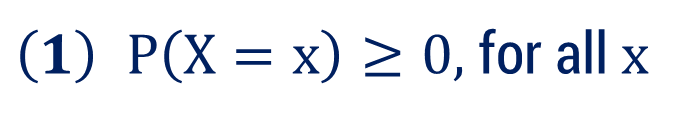 (1) P(X = x) ≥ 0, for all x